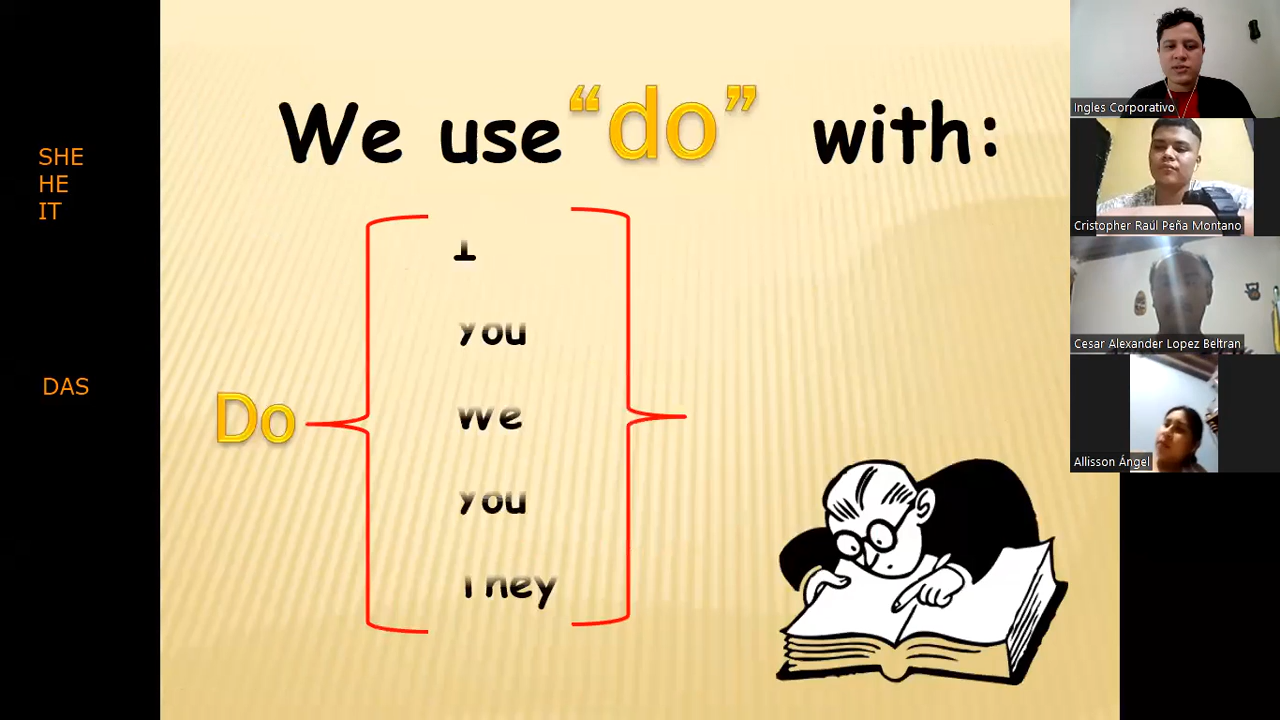 We use “do” with:
SHE
HE
IT
I
you
we
you
They
Do
DAS
Ingles Corporativo
Cristopher Raúl Peña Montano
Cesar Alexander Lopez Beltran
Allisson Ángel